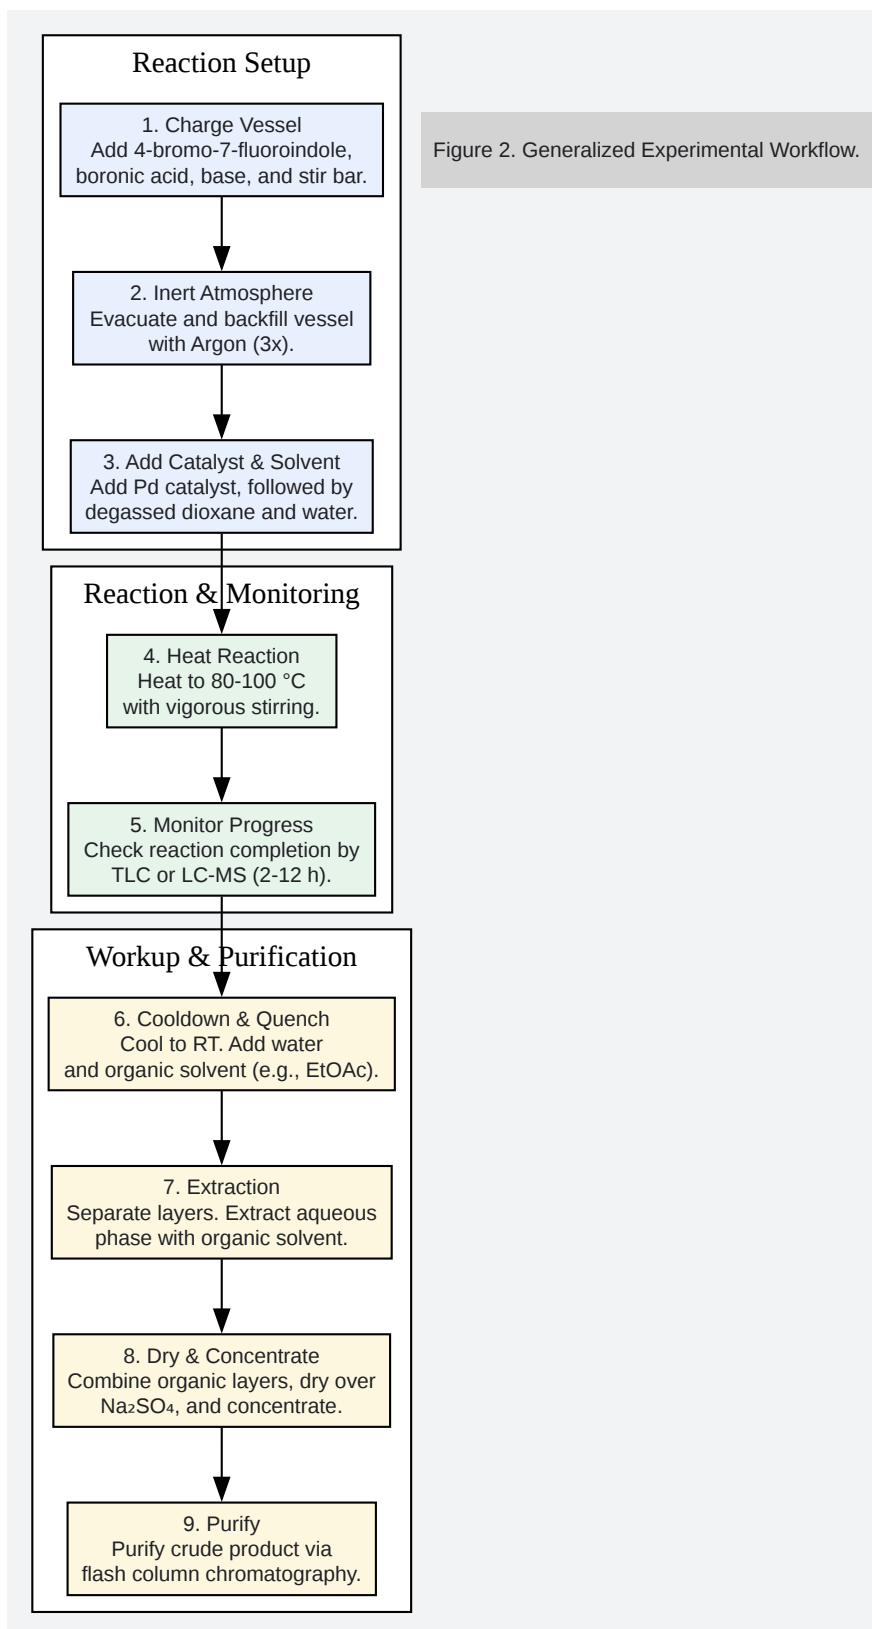 Reaction Setup
1. Charge Vessel
Add 4-bromo-7-fluoroindole,
boronic acid, base, and stir bar.
Figure 2. Generalized Experimental Workflow.
2. Inert Atmosphere
Evacuate and backfill vessel
with Argon (3x).
3. Add Catalyst & Solvent
Add Pd catalyst, followed by
degassed dioxane and water.
Reaction & Monitoring
4. Heat Reaction
Heat to 80-100 °C
with vigorous stirring.
5. Monitor Progress
Check reaction completion by
TLC or LC-MS (2-12 h).
Workup & Purification
6. Cooldown & Quench
Cool to RT. Add water
and organic solvent (e.g., EtOAc).
7. Extraction
Separate layers. Extract aqueous
phase with organic solvent.
8. Dry & Concentrate
Combine organic layers, dry over
Na₂SO₄, and concentrate.
9. Purify
Purify crude product via
flash column chromatography.